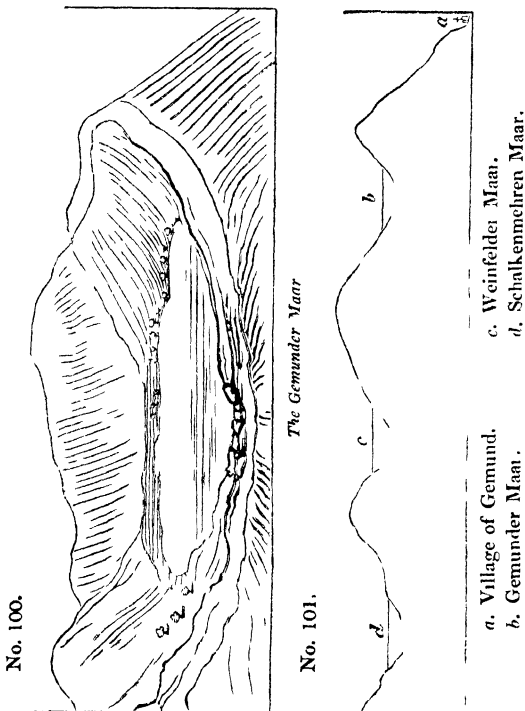 No. 100.
The Gemunder Maar
No. 101.
d
c
b
a
a. Village of Gemund.
b. Gemunder Maar.
c. Weinfelder Maar.
d. Schalkenmehren Maar.